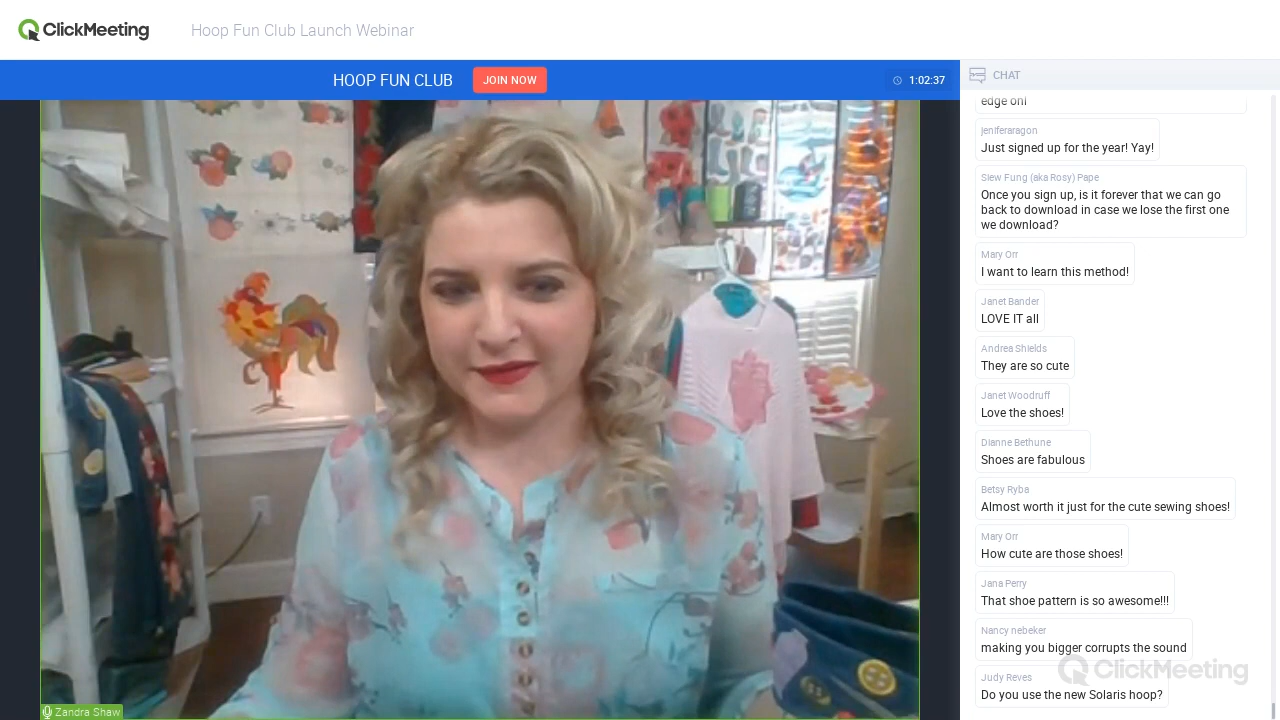 ClickMeeting
Hoop Fun Club Launch Webinar
HOOP FUN CLUB
JOIN NOW
1:02:37
Zandra Shaw
CHAT
jeniferaragon
Just signed up for the year! Yay!
Siew Fung (aka Rosy) Pape
Once you sign up, is it forever that we can go
back to download in case we lose the first one
we download?
Mary Orr
I want to learn this method!
Janet Bander
LOVE IT all
Andrea Shields
They are so cute
Janet Woodruff
Love the shoes!
Dianne Bethune
Shoes are fabulous
Betsy Ryba
Almost worth it just for the cute sewing shoes!
Mary Orr
How cute are those shoes!
Jana Perry
That shoe pattern is so awesome!!!
Nancy nebeker
making you bigger corrupts the sound
ClickMeeting
Judy Reves
Do you use the new Solaris hoop?